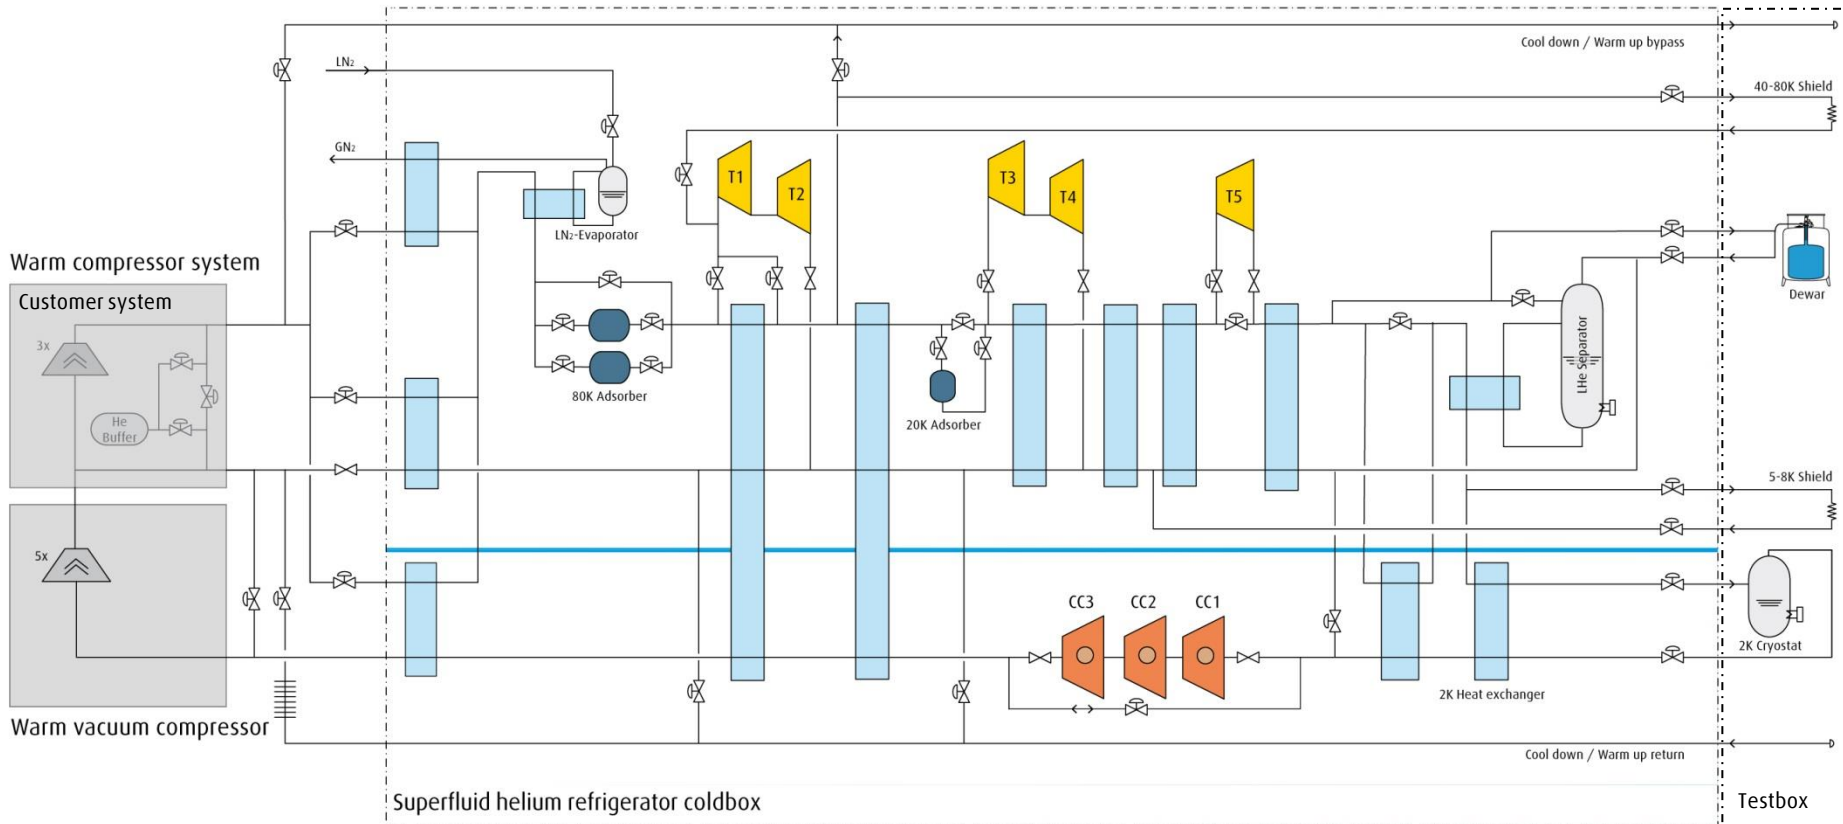 Cool down / Warm up bypass
LN₂
40-80K Shield
GN₂
T1
T2
T3
T4
T5
LN₂-Evaporator
Warm compressor system
Customer system
Dewar
3x
LHe Separator
He
Buffer
80K Adsorber
20K Adsorber
5-8K Shield
5x
CC3
CC2
CC1
2K Cryostat
2K Heat exchanger
Warm vacuum compressor
Cool down / Warm up return
Superfluid helium refrigerator coldbox
Testbox